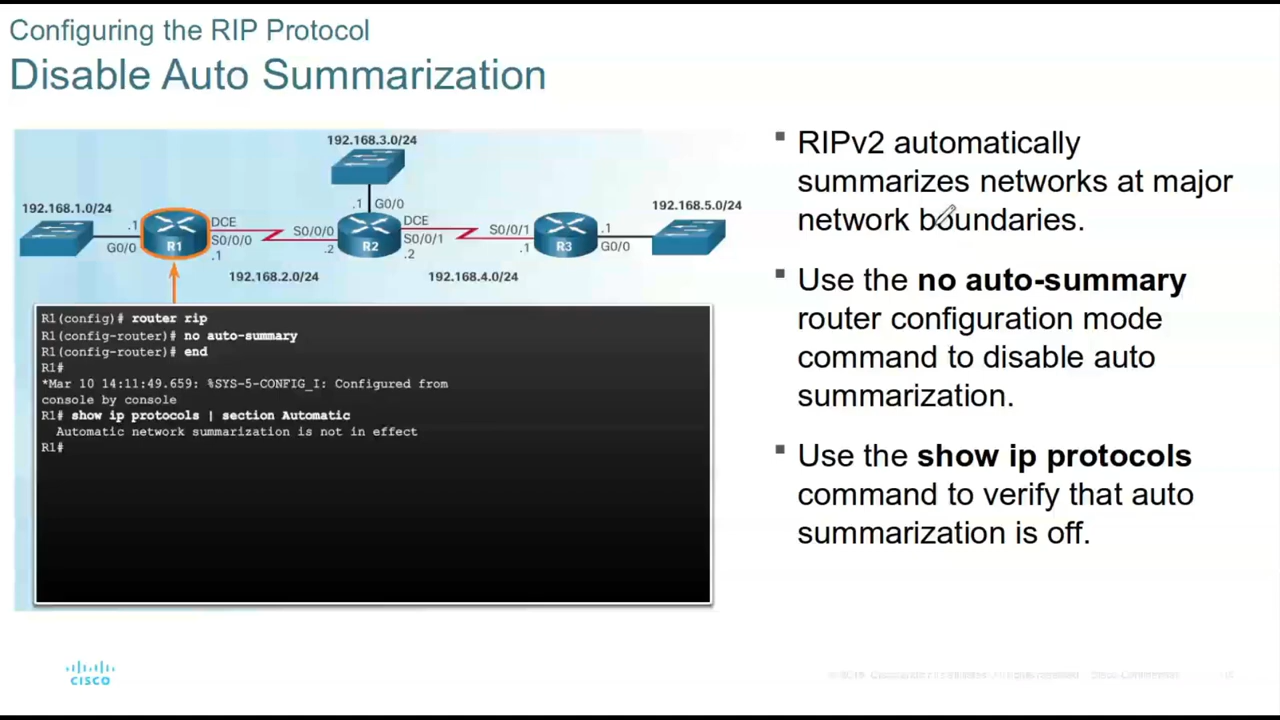 Configuring the RIP Protocol
Disable Auto Summarization
192.168.3.0/24
192.168.1.0/24
192.168.5.0/24
.1 G0/0
.1
G0/0
R1
DCE
S0/0/0
.1
S0/0/0
.2
R2
DCE
S0/0/1
.2
S0/0/1
.1
R3
.1
G0/0
192.168.2.0/24
192.168.4.0/24
R1(config)# router rip
R1(config-router)# no auto-summary
R1(config-router)# end
R1#
*Mar 10 14:11:49.659: %SYS-5-CONFIG_I: Configured from
console by console
R1# show ip protocols | section Automatic
Automatic network summarization is not in effect
R1#
RIPv2 automatically
summarizes networks at major
network boundaries.
Use the no auto-summary
router configuration mode
command to disable auto
summarization.
Use the show ip protocols
command to verify that auto
summarization is off.
CISCO